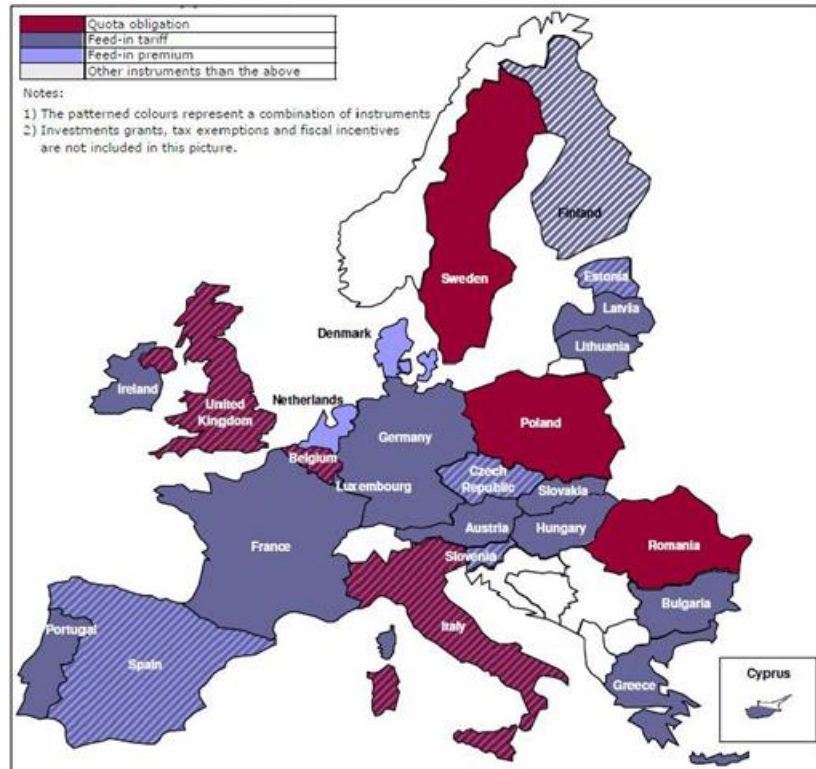 Quota obligation
Feed-in tariff
Feed-in premium
Other instruments than the above
Notes:
1) The patterned colours represent a combination of instruments
2) Investments grants, tax exemptions and fiscal incentives
are not included in this picture.
Finland
Sweden
Estonia
Latvia
Lithuania
Denmark
Ireland
United
Kingdom
Netherlands
Belgium
Germany
Poland
Luxembourg
Czech
Republic
Slovakia
Austria
Hungary
France
Slovenia
Romania
Italy
Bulgaria
Portugal
Spain
Greece
Cyprus